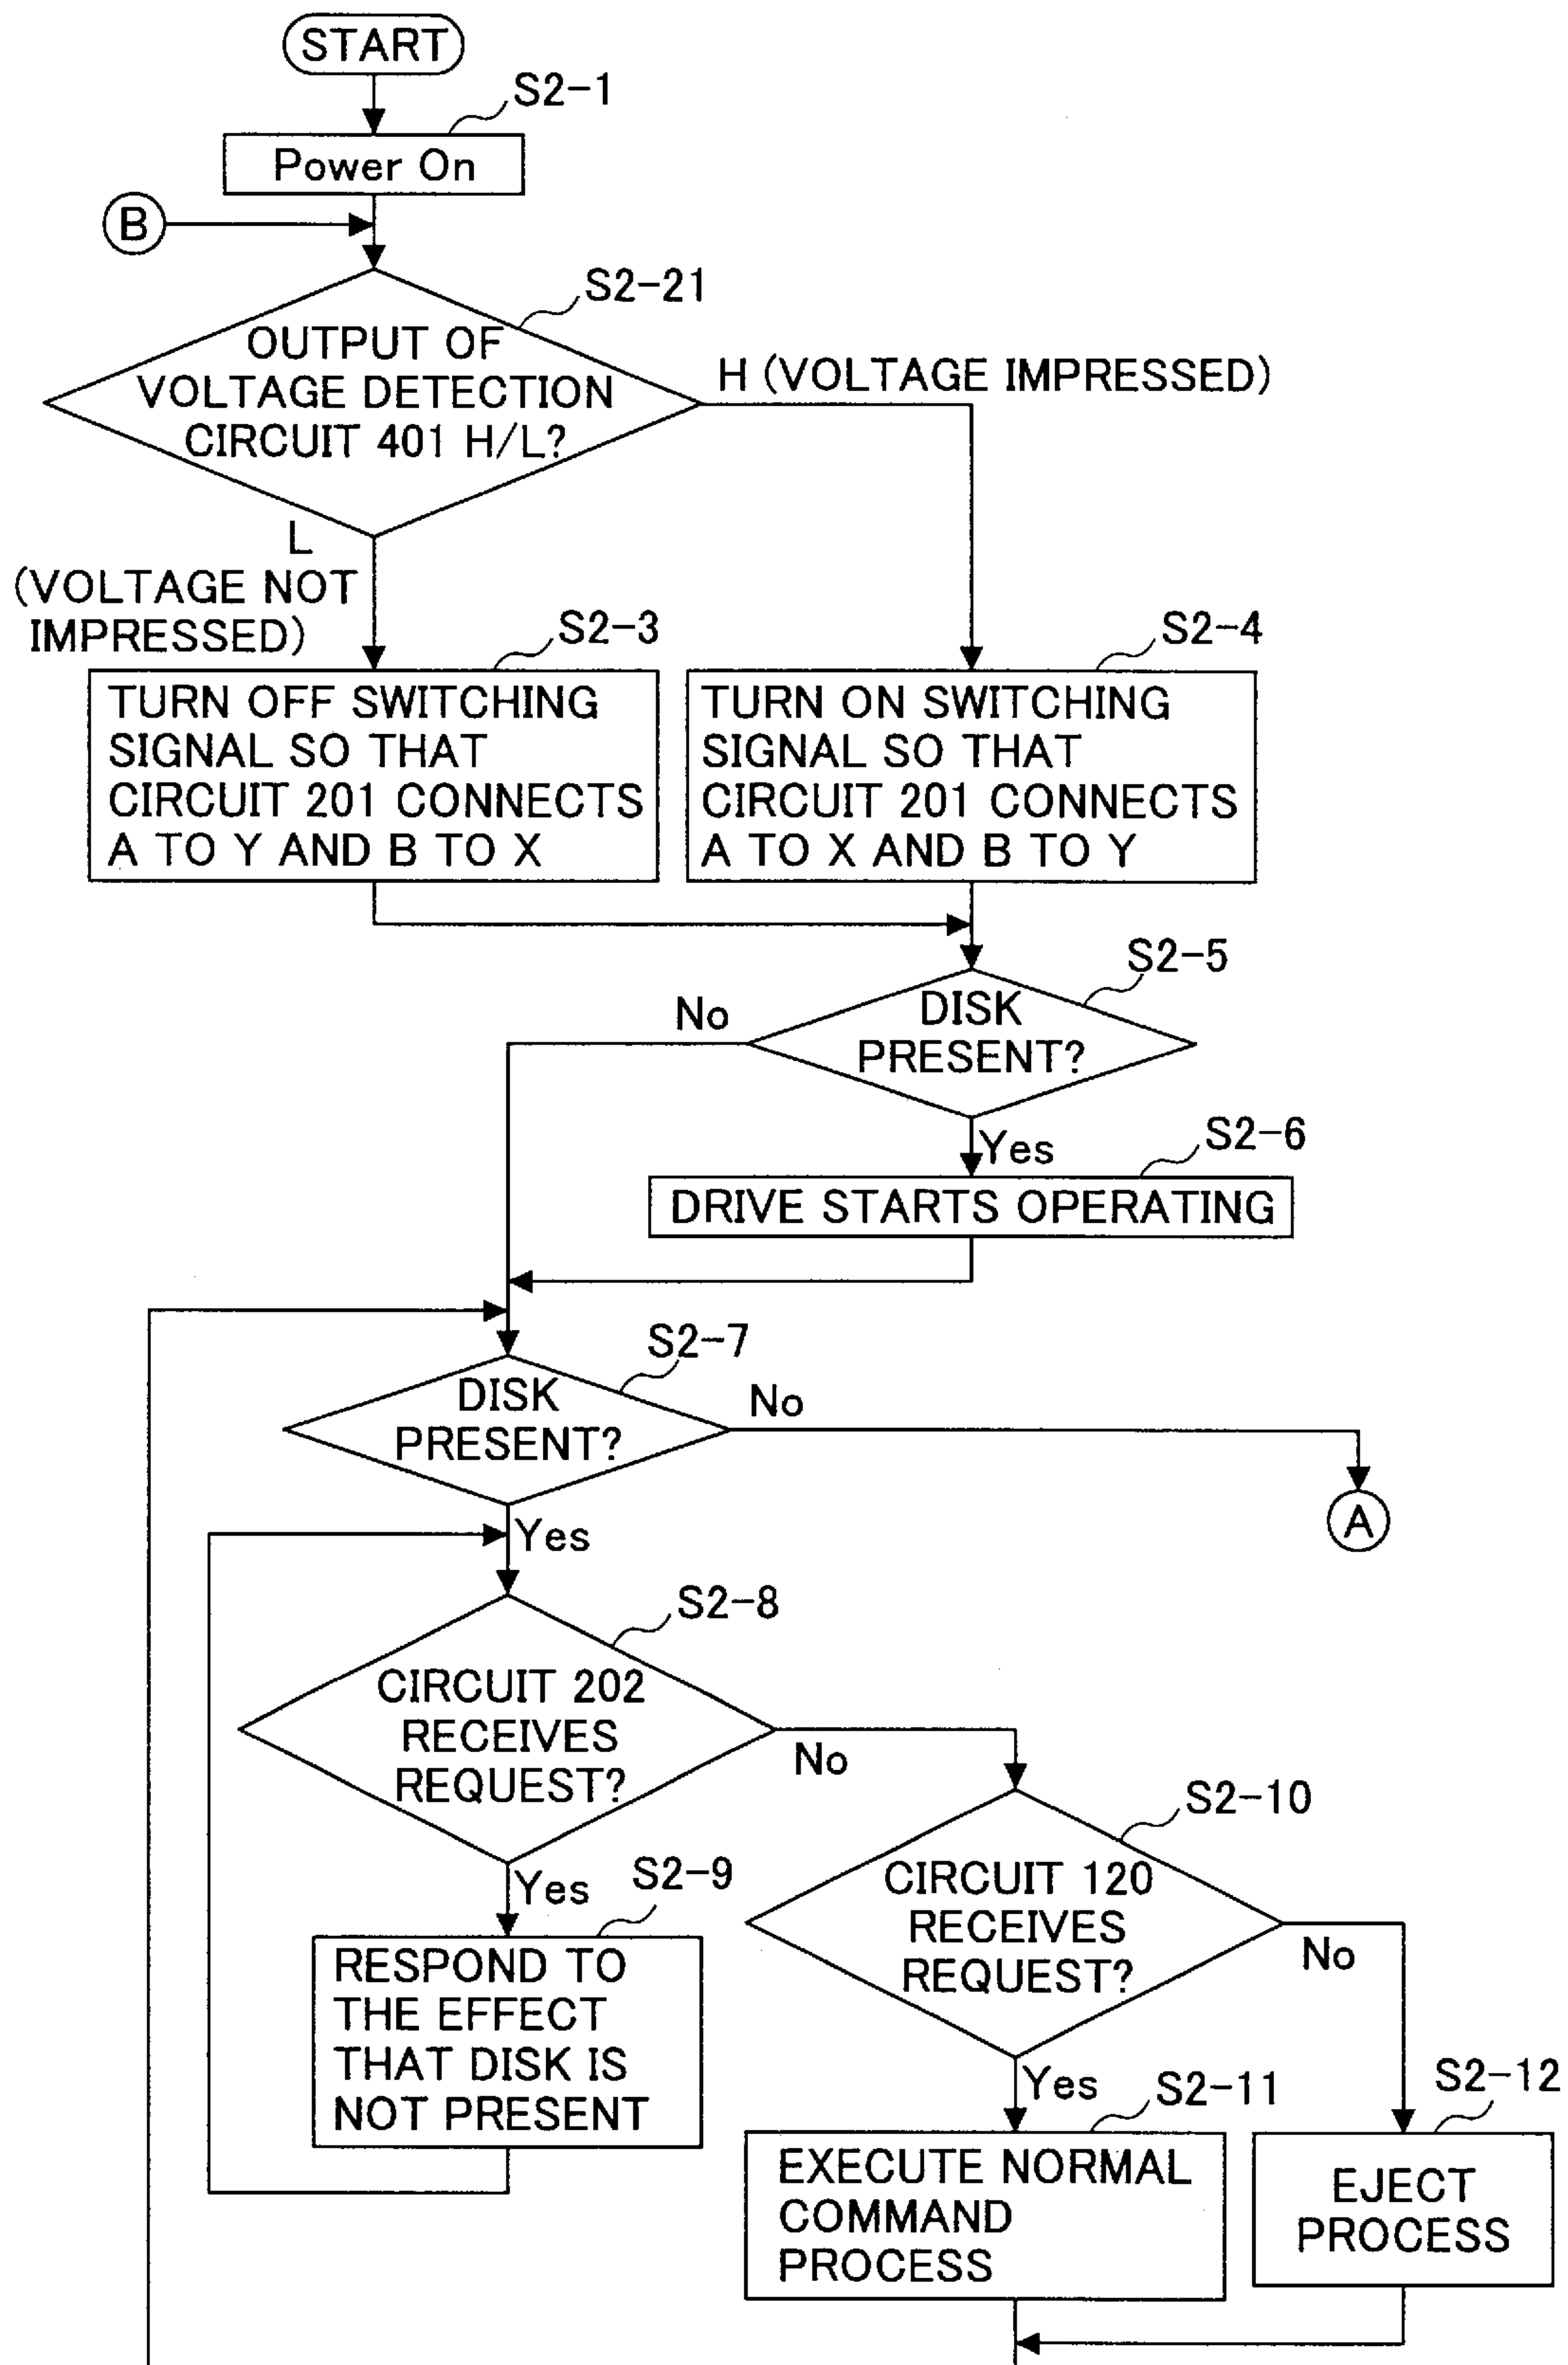 START
S2-1
Power On
B
S2-21
OUTPUT OF
VOLTAGE DETECTION
CIRCUIT 401 H/L?
H (VOLTAGE IMPRESSED)
L
(VOLTAGE NOT
IMPRESSED)
S2-3
TURN OFF SWITCHING
SIGNAL SO THAT
CIRCUIT 201 CONNECTS
A TO Y AND B TO X
S2-4
TURN ON SWITCHING
SIGNAL SO THAT
CIRCUIT 201 CONNECTS
A TO X AND B TO Y
S2-5
DISK
PRESENT?
No
Yes
S2-6
DRIVE STARTS OPERATING
S2-7
DISK
PRESENT?
No
A
Yes
S2-8
CIRCUIT 202
RECEIVES
REQUEST?
No
Yes
S2-9
RESPOND TO
THE EFFECT
THAT DISK IS
NOT PRESENT
S2-10
CIRCUIT 120
RECEIVES
REQUEST?
No
Yes
S2-11
EXECUTE NORMAL
COMMAND
PROCESS
S2-12
EJECT
PROCESS